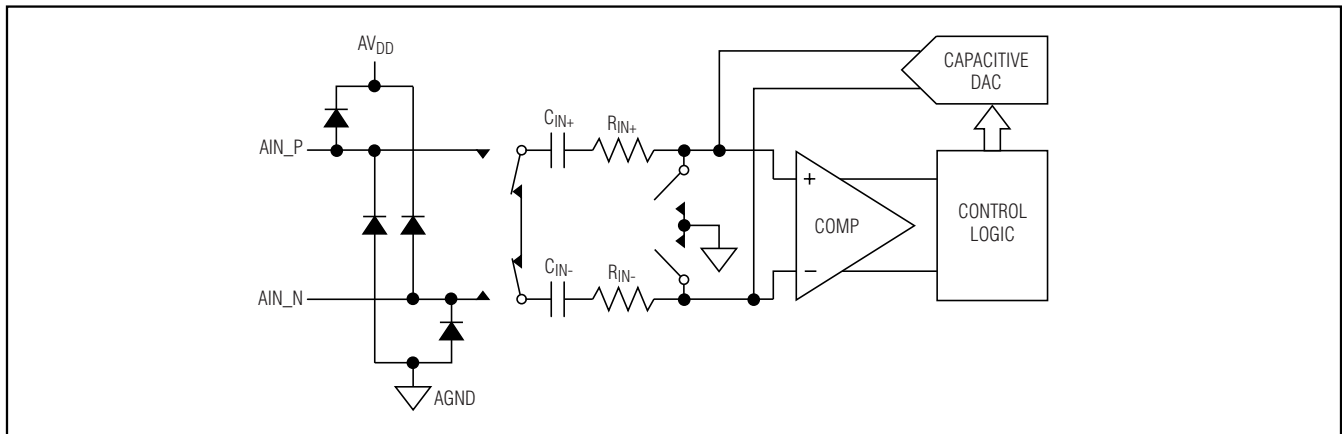 AVDD
CAPACITIVE
DAC
CIN+
RIN+
AIN_P
+
COMP
CONTROL
LOGIC
CIN-
RIN-
−
AIN_N
AGND